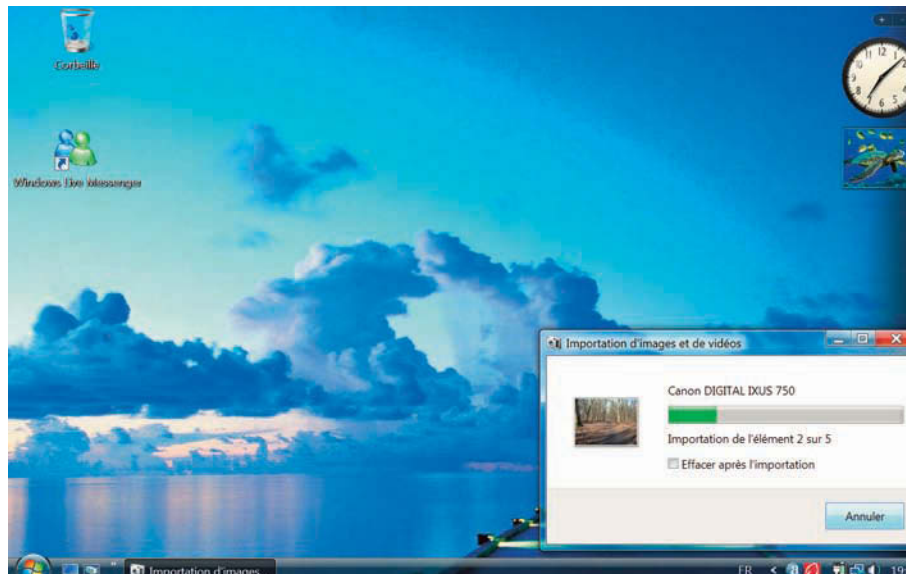 Corbeille
Windows Live Messenger
12
Importation d'images et de vidéos
Canon DIGITAL IXUS 750
Importation de l'élément 2 sur 5
Effacer après l'importation
Annuler
Importation d'images
FR